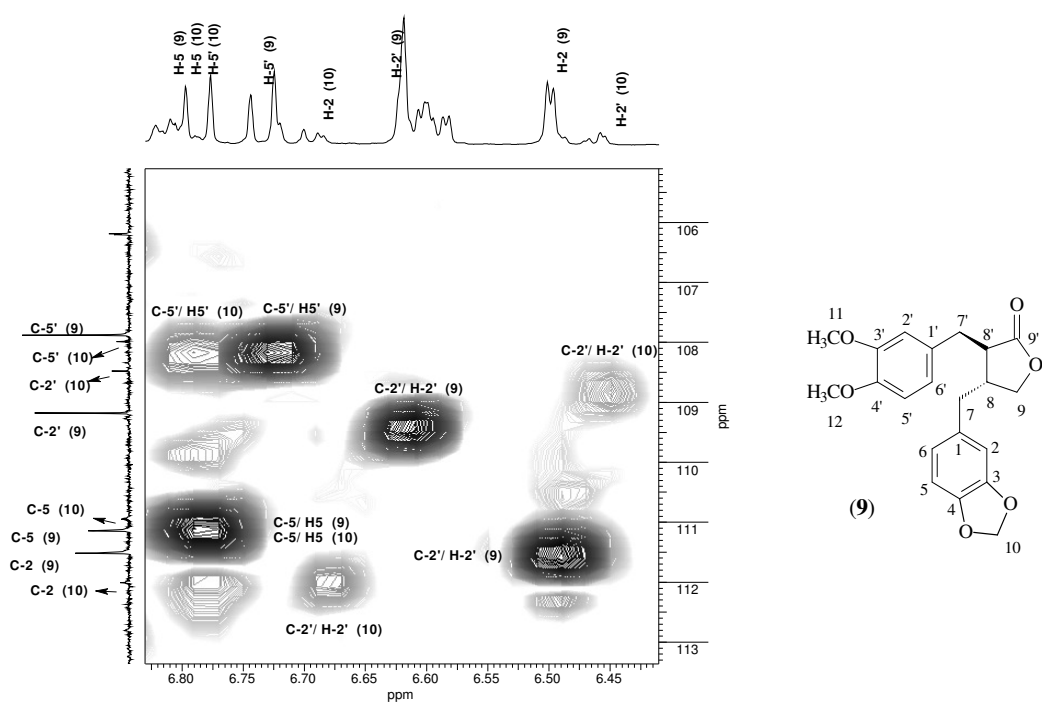 H-5 (9)
H-5 (10)
H-5' (10)
H-5' (9)
H-2 (10)
H-2' (9)
H-2 (9)
H-2' (10)
C-5' (9)
C-5' (10)
C-2' (10)
C-2' (9)
C-5 (10)
C-5 (9)
C-2 (9)
C-2 (10)
C-5'/ H5' (10)
C-5'/ H5' (9)
C-2'/ H-2' (10)
C-2'/ H-2' (9)
C-5/ H5 (9)
C-5/ H5 (10)
C-2'/ H-2' (9)
C-2'/ H-2' (10)
106
107
108
109
110
111
112
113
ppm
6.80 6.75 6.70 6.65 6.60 6.55 6.50 6.45
ppm
O
11
H3CO
3'
2'
1'
7'
8'
9'
O
H3CO
12
4'
5'
6'
8
9
7
1
2
6
5
3
4
O
O
10
(9)